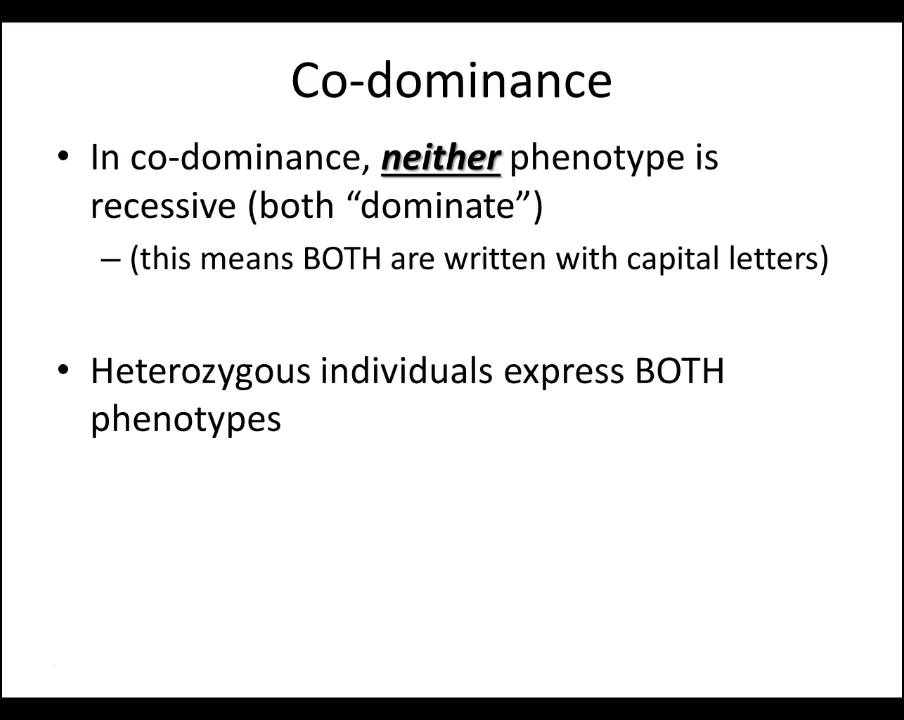 Co-dominance
• In co-dominance, neither phenotype is
recessive (both “dominate”)
– (this means BOTH are written with capital letters)
• Heterozygous individuals express BOTH
phenotypes